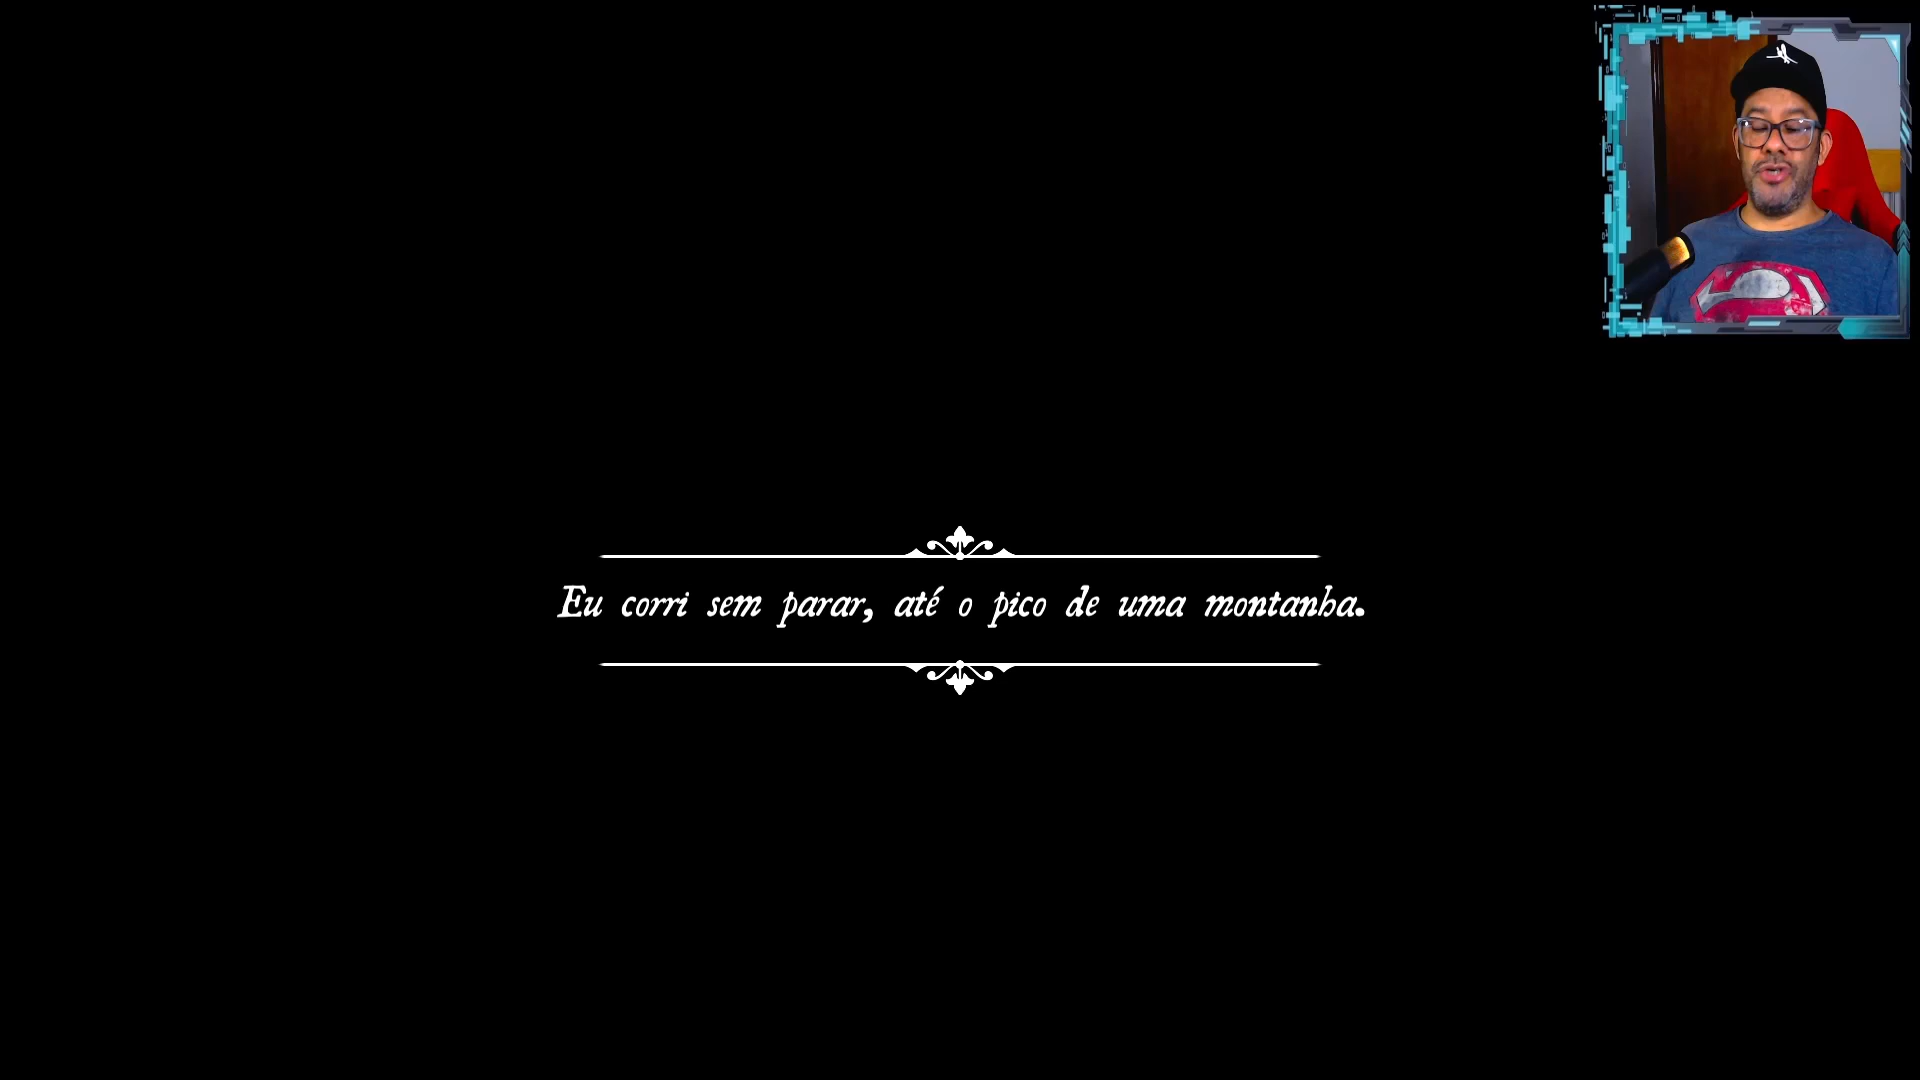 Eu corri sem parar, até o pico de uma montanha.